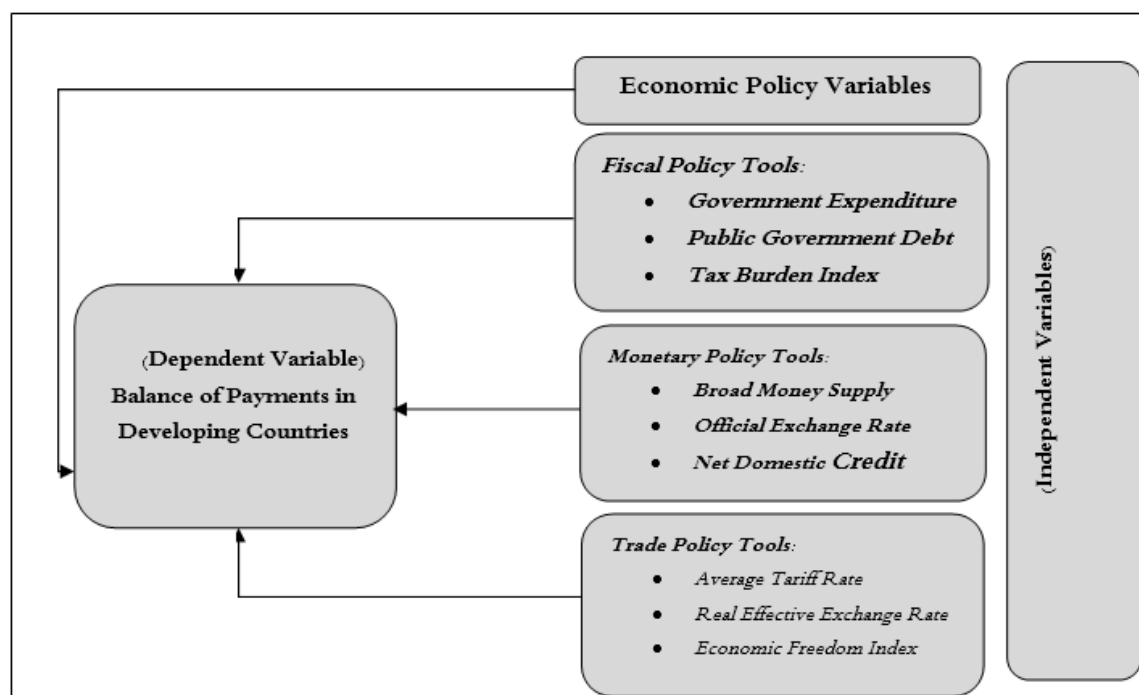 Economic Policy Variables
Fiscal Policy Tools:
• Government Expenditure
• Public Government Debt
• Tax Burden Index
(Dependent Variable)
Balance of Payments in
Developing Countries
Monetary Policy Tools:
• Broad Money Supply
• Official Exchange Rate
• Net Domestic Credit
Trade Policy Tools:
• Average Tariff Rate
• Real Effective Exchange Rate
• Economic Freedom Index
(Independent Variables)